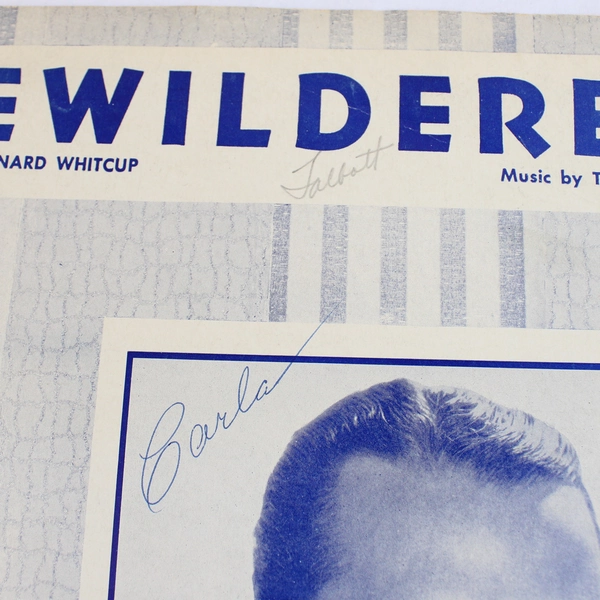 EWILDERE
NARD WHITCUP
Talbott
Music by T
Carla